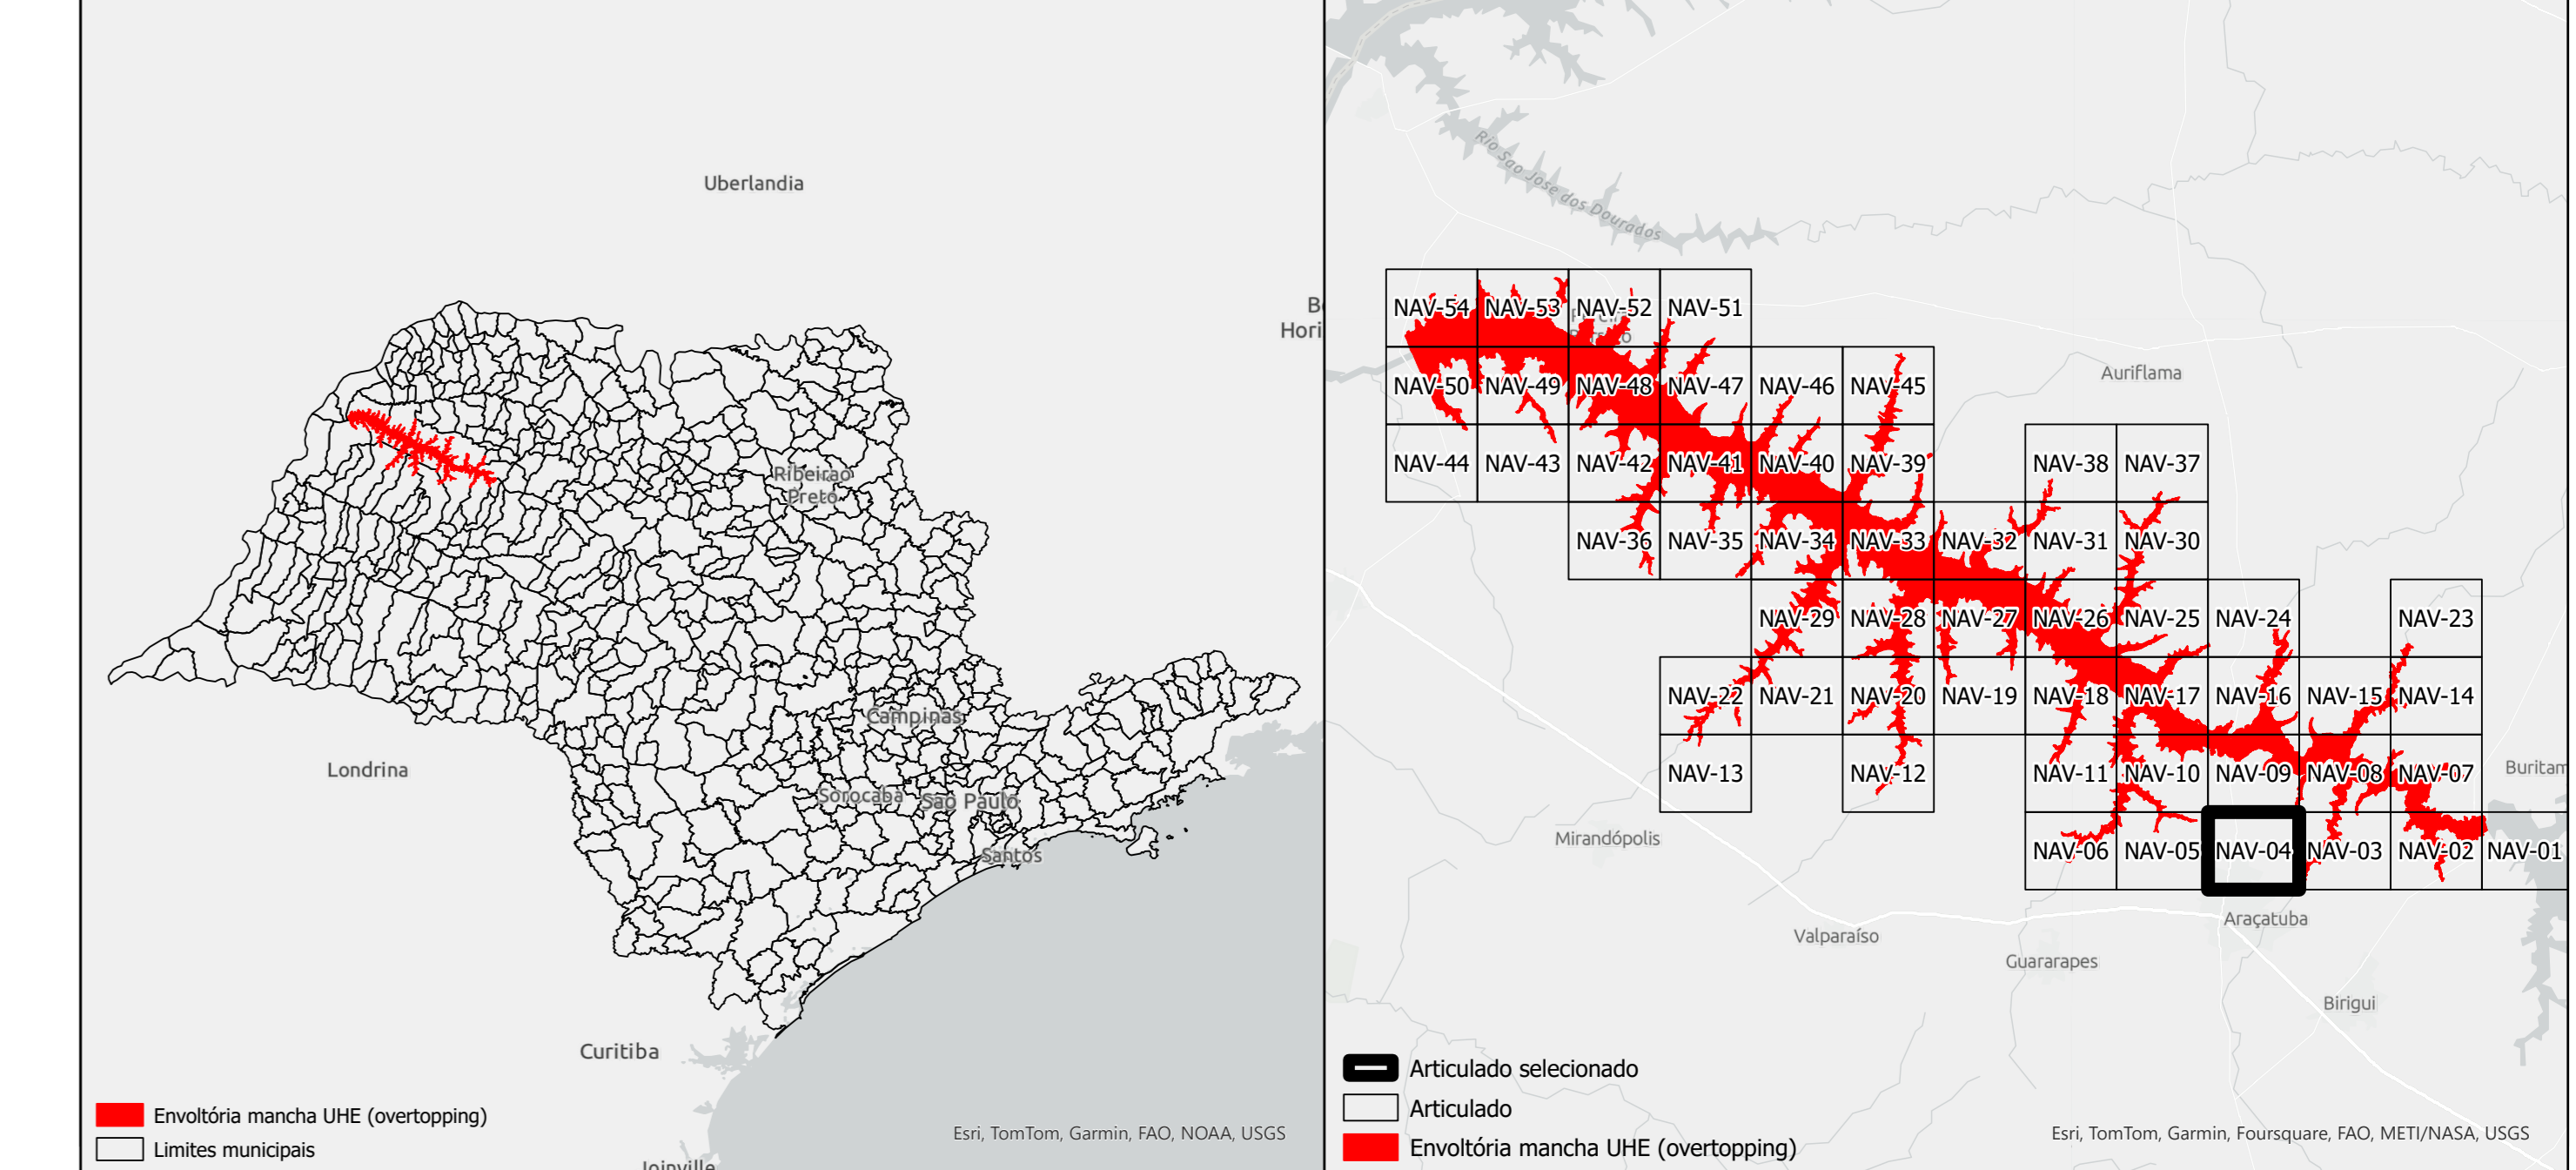 Uberlandia
Ribeirao
Preto
Campinas
Londrina
Sorocaba
Sao Paulo
Santos
Curitiba
Joinville
Envoltória mancha UHE (overtopping)
Limites municipais
Esri, TomTom, Garmin, FAO, NOAA, USGS
Rio Sao Jose dos Dourados
NAV-54 NAV-53 NAV-52 NAV-51
NAV-50 NAV-49 NAV-48 NAV-47 NAV-46 NAV-45
Auriflama
NAV-44 NAV-43 NAV-42 NAV-41 NAV-40 NAV-39 NAV-38 NAV-37
NAV-36 NAV-35 NAV-34 NAV-33 NAV-32 NAV-31 NAV-30
NAV-29 NAV-28 NAV-27 NAV-26 NAV-25 NAV-24 NAV-23
NAV-22 NAV-21 NAV-20 NAV-19 NAV-18 NAV-17 NAV-16 NAV-15 NAV-14
NAV-13 NAV-12 NAV-11 NAV-10 NAV-09 NAV-08 NAV-07
Buritam
Mirandópolis
NAV-06 NAV-05 NAV-04 NAV-03 NAV-02 NAV-01
Araçatuba
Valparaíso
Guararapes
Birigui
Articulado selecionado
Articulado
Envoltória mancha UHE (overtopping)
Esri, TomTom, Garmin, Foursquare, FAO, METI/NASA, USGS